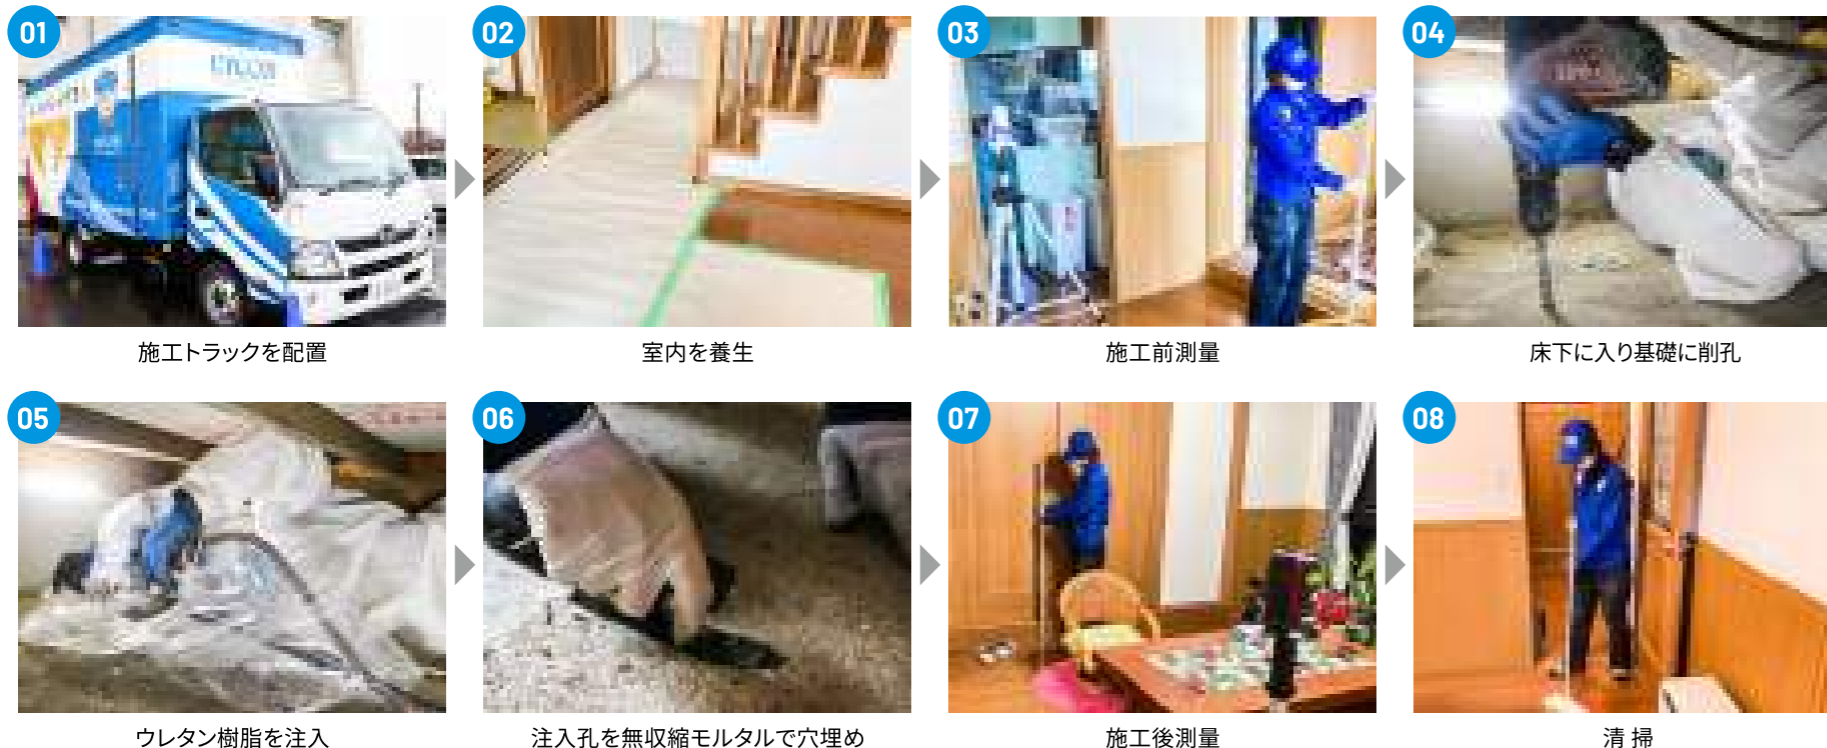 01
02
03
04
施工トラックを配置
室内を養生
施工前測量
床下に入り基礎に削孔
05
06
07
08
ウレタン樹脂を注入
注入孔を無収縮モルタルで穴埋め
施工後測量
清 掃